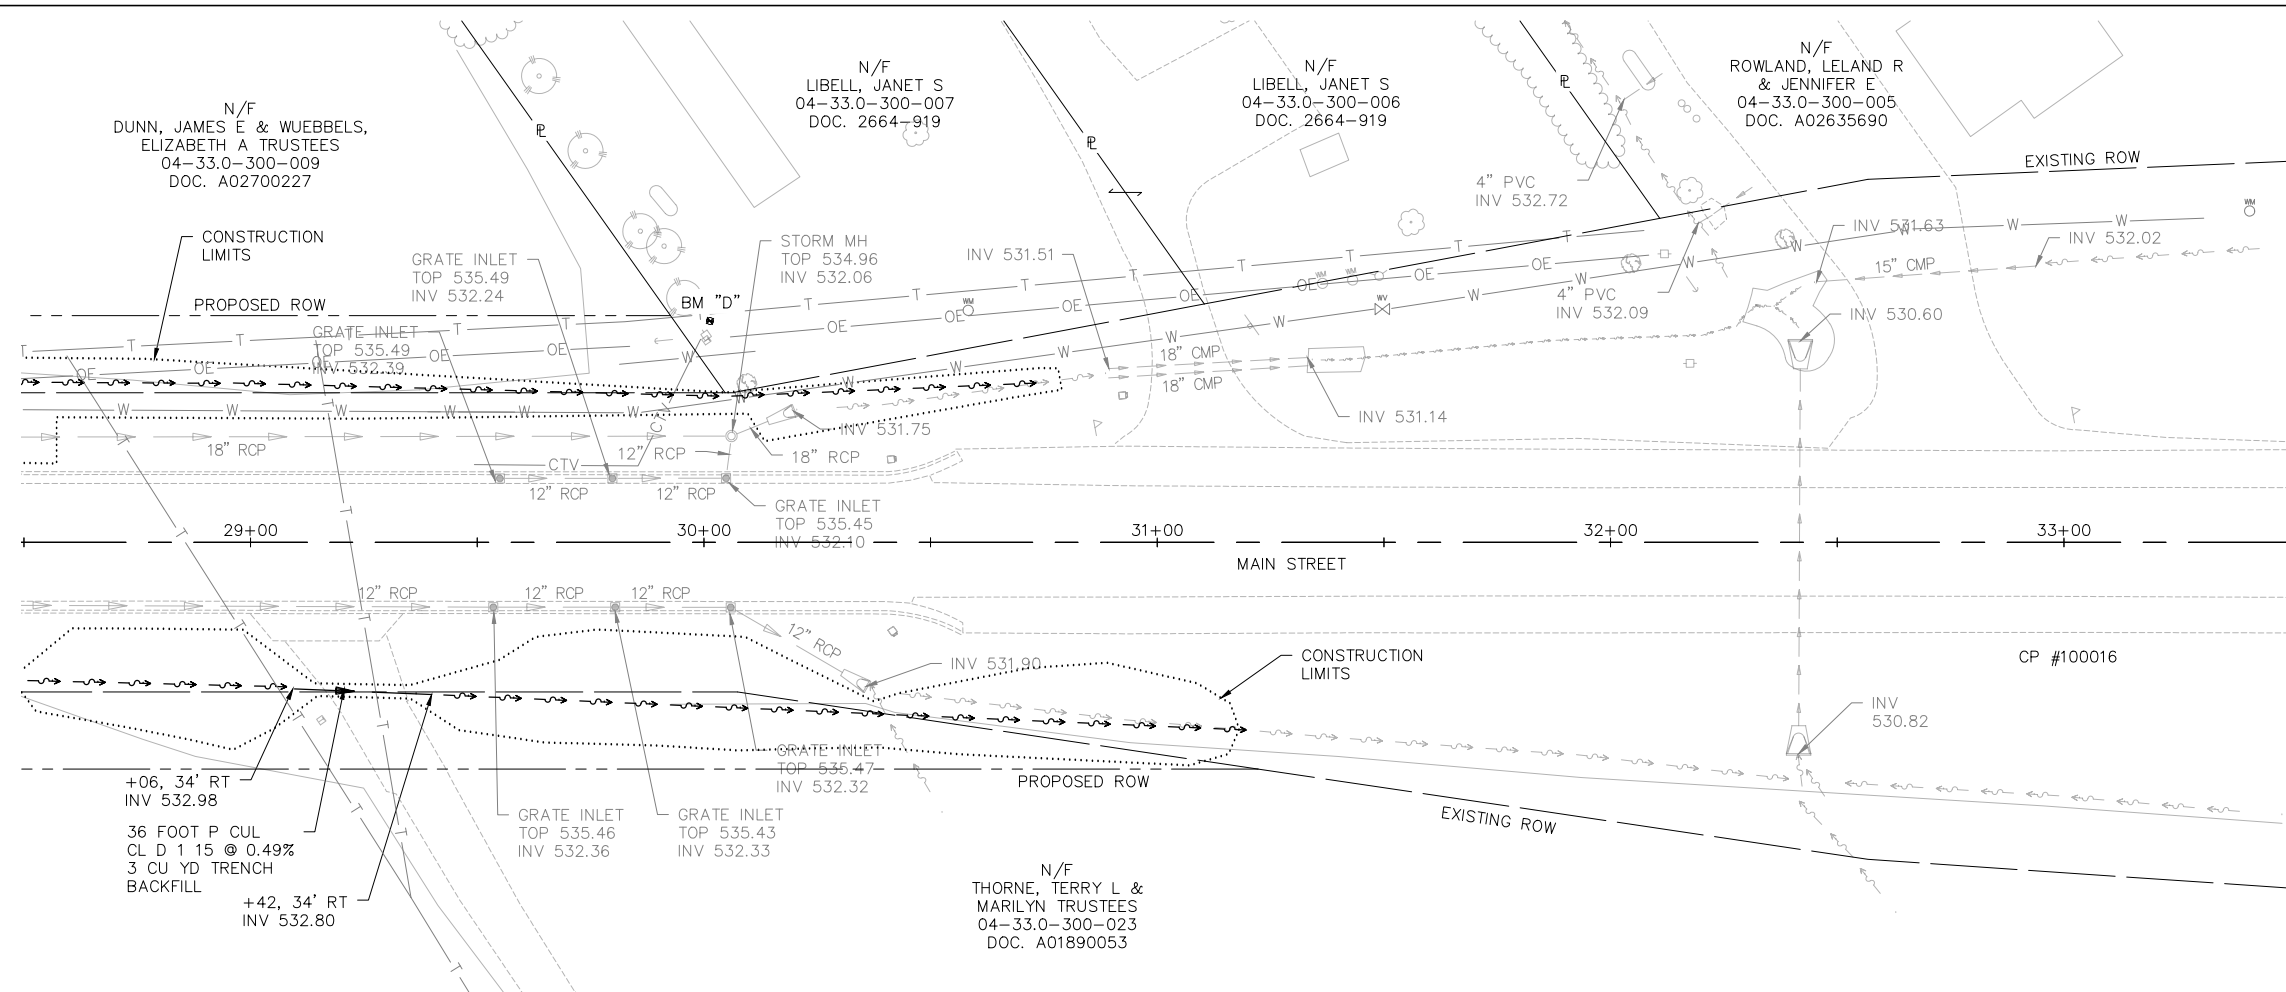 N/F
DUNN, JAMES E & WUEBBELS,
ELIZABETH A TRUSTEES
04-33.0-300-009
DOC. A02700227
N/F
LIBELL, JANET S
04-33.0-300-007
DOC. 2664-919
N/F
LIBELL, JANET S
04-33.0-300-006
DOC. 2664-919
N/F
ROWLAND, LELAND R
& JENNIFER E
04-33.0-300-005
DOC. A02635690
EXISTING ROW
4" PVC
INV 532.72
CONSTRUCTION
LIMITS
GRATE INLET
TOP 535.49
INV 532.24
STORM MH
TOP 534.96
INV 532.06
INV 531.51
INV 531.63
INV 532.02
15" CMP
PROPOSED ROW
BM "D"
4" PVC
INV 532.09
INV 530.60
GRATE INLET
TOP 535.49
INV 532.39
18" CMP
18" CMP
INV 531.14
INV 531.75
18" RCP
12" RCP
18" RCP
CTV
CTV
12" RCP
12" RCP
GRATE INLET
TOP 535.45
INV 532.10
29+00
30+00
31+00
32+00
33+00
MAIN STREET
12" RCP
12" RCP
12" RCP
12" RCP
INV 531.90
CONSTRUCTION
LIMITS
CP #100016
INV
530.82
GRATE INLET
TOP 535.47
INV 532.32
PROPOSED ROW
EXISTING ROW
+06, 34' RT
INV 532.98
36 FOOT P CUL
CL D 1 15 @ 0.49%
3 CU YD TRENCH
BACKFILL
+42, 34' RT
INV 532.80
GRATE INLET
TOP 535.46
INV 532.36
GRATE INLET
TOP 535.43
INV 532.33
N/F
THORNE, TERRY L &
MARILYN TRUSTEES
04-33.0-300-023
DOC. A01890053